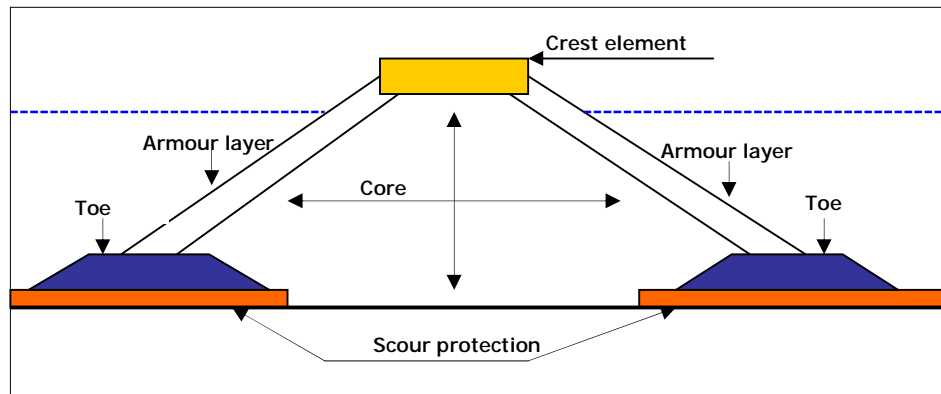 Crest element
Armour layer
Armour layer
Core
Toe
Toe
Scour protection